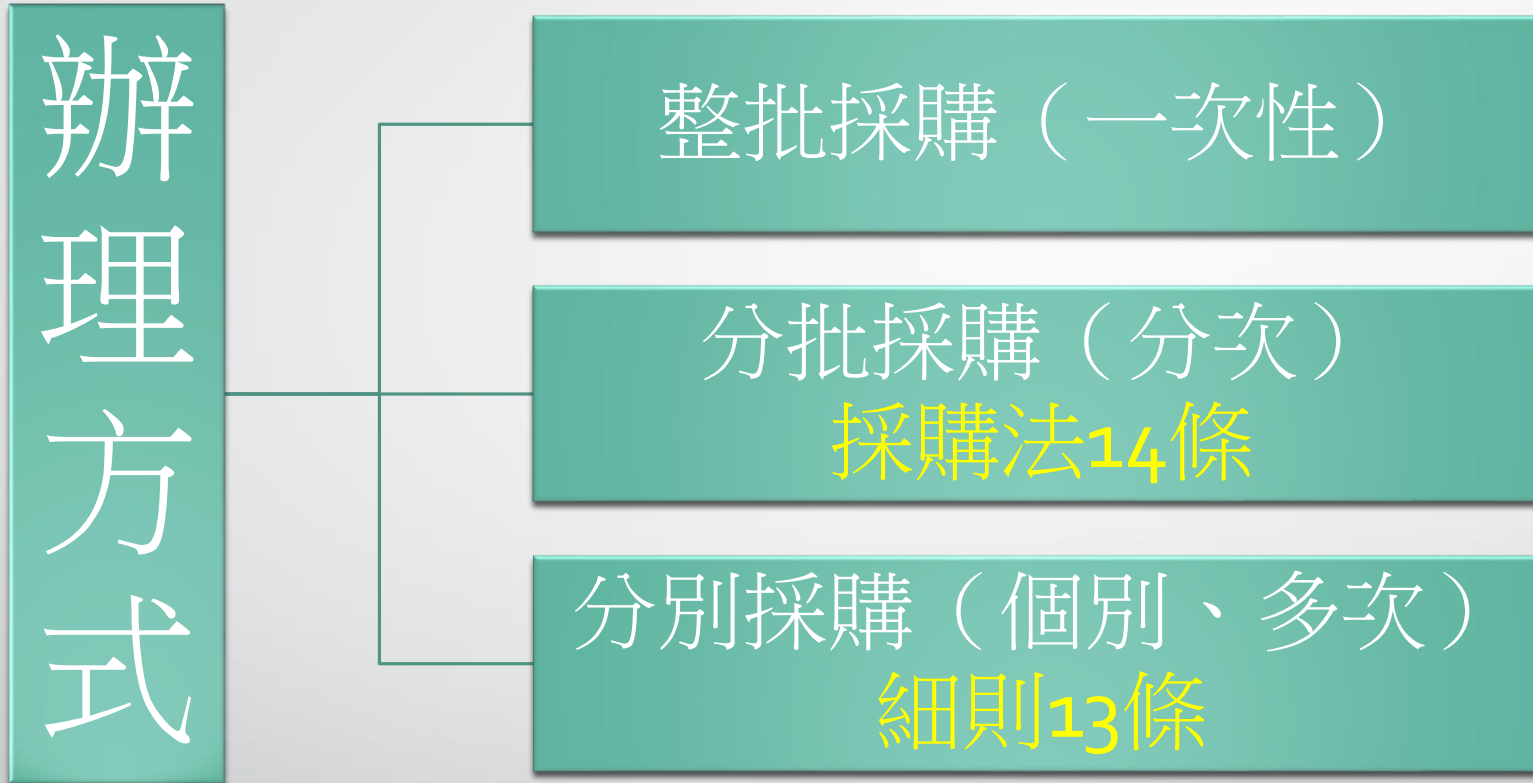 辦理方式
整批採購（一次性）
分批採購（分次）
採購法14條
分別採購（個別、多次）
細則13條